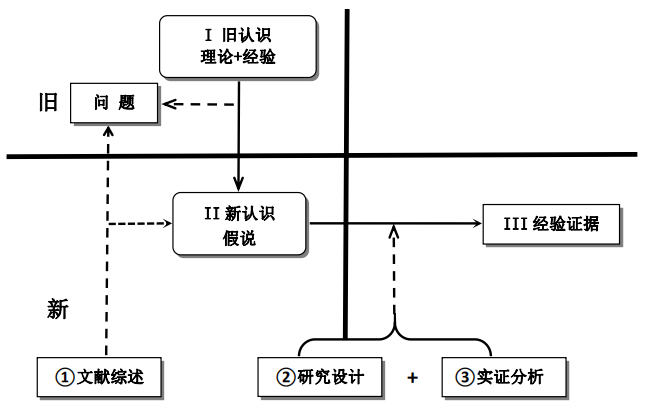 I 旧认识
理论+经验
旧
问 题
II 新认识
假说
III 经验证据
新
①文献综述
②研究设计
+
③实证分析